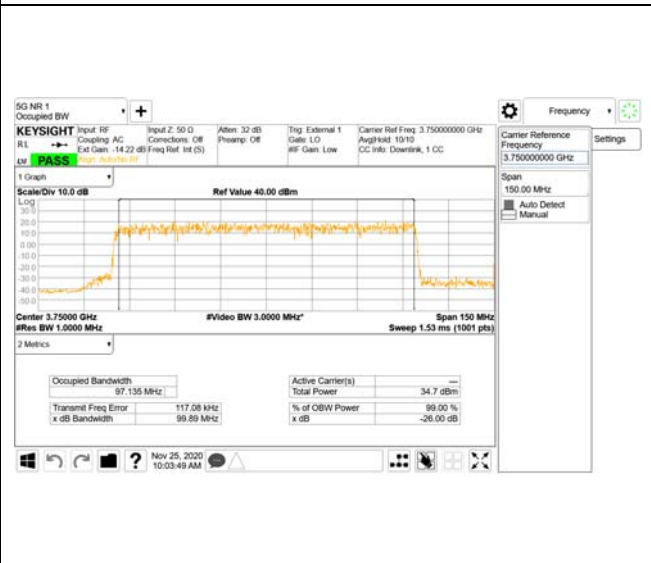 5G NR 1
Occupied BW
Frequency
KEYSIGHT
Input: RF
Input Z: 50 Ω
Atten: 32 dB
Trig: External 1
Carrier Ref Freq: 3.750000000 GHz
RL
Coupling: AC
Corrections: Off
Preamp: Off
Gate: LO
Avg|Hold: 10/10
Ext Gain: -14.22 dB
Freq Ref: Int (S)
#IF Gain: Low
CC Info: Downlink, 1 CC
PASS
Align: Auto/No RF
Carrier Reference
Frequency
3.750000000 GHz
Settings
Span
150.00 MHz
Auto Detect
Manual
1 Graph
Scale/Div 10.0 dB
Ref Value 40.00 dBm
Log
30.0
20.0
10.0
0.00
-10.0
-20.0
-30.0
-40.0
-50.0
Center 3.75000 GHz
#Video BW 3.0000 MHz*
Span 150 MHz
#Res BW 1.0000 MHz
Sweep 1.53 ms (1001 pts)
2 Metrics
Occupied Bandwidth
97.135 MHz
Active Carrier(s)
---
Total Power
34.7 dBm
Transmit Freq Error
117.08 kHz
% of OBW Power
99.00 %
x dB Bandwidth
99.89 MHz
x dB
-26.00 dB
?
Nov 25, 2020
10:03:49 AM